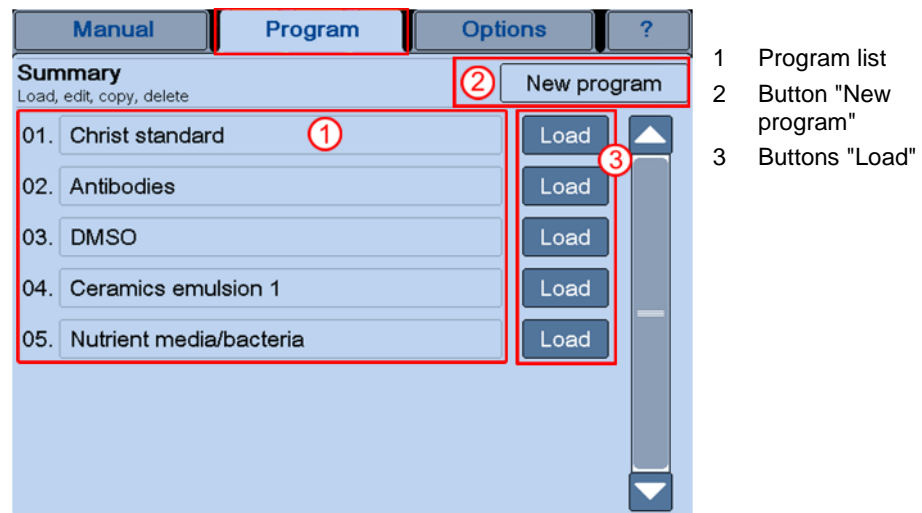 Manual Program Options ?
Summary
Load, edit, copy, delete
2 New program
01. Christ standard 1 Load
3
02. Antibodies Load
03. DMSO Load
04. Ceramics emulsion 1 Load
05. Nutrient media/bacteria Load
1 Program list
2 Button "New
program"
3 Buttons "Load"